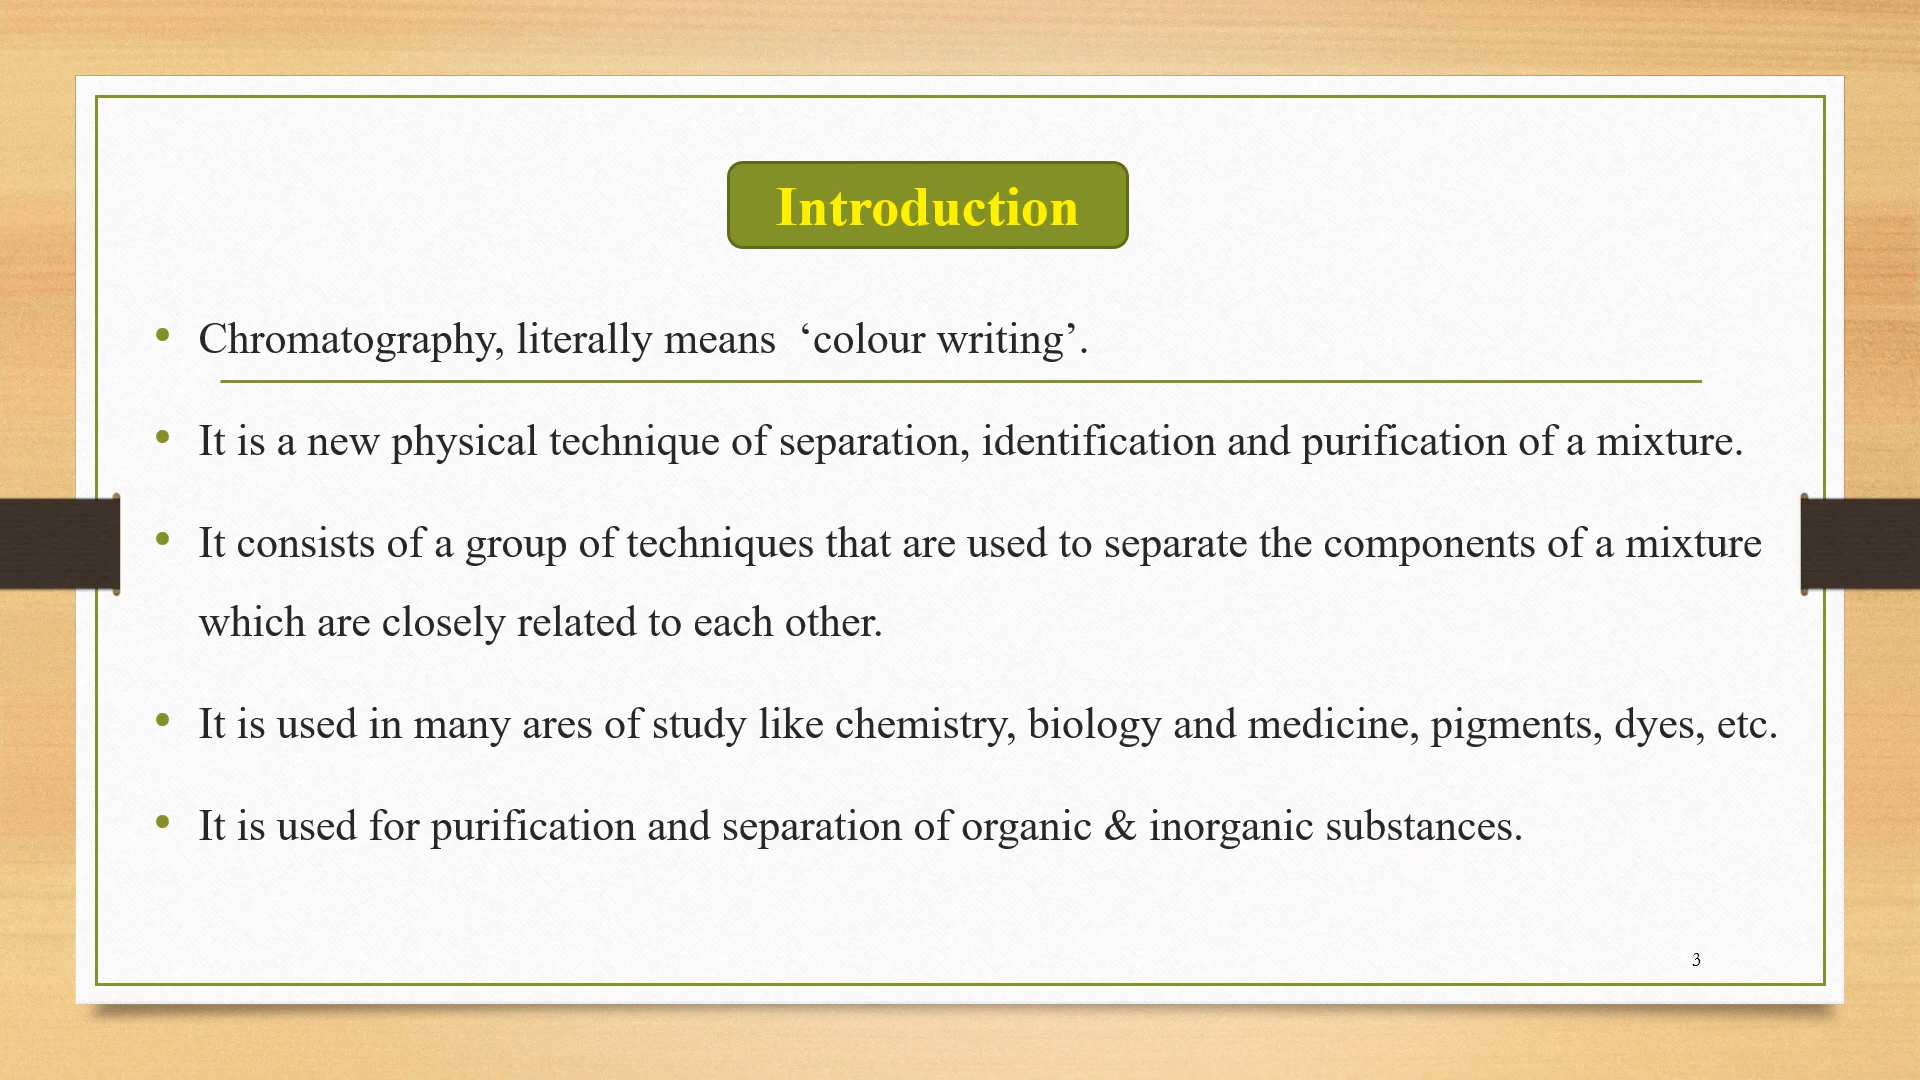 Introduction
• Chromatography, literally means  ‘colour writing’.
• It is a new physical technique of separation, identification and purification of a mixture.
• It consists of a group of techniques that are used to separate the components of a mixture
which are closely related to each other.
• It is used in many ares of study like chemistry, biology and medicine, pigments, dyes, etc.
• It is used for purification and separation of organic & inorganic substances.
3